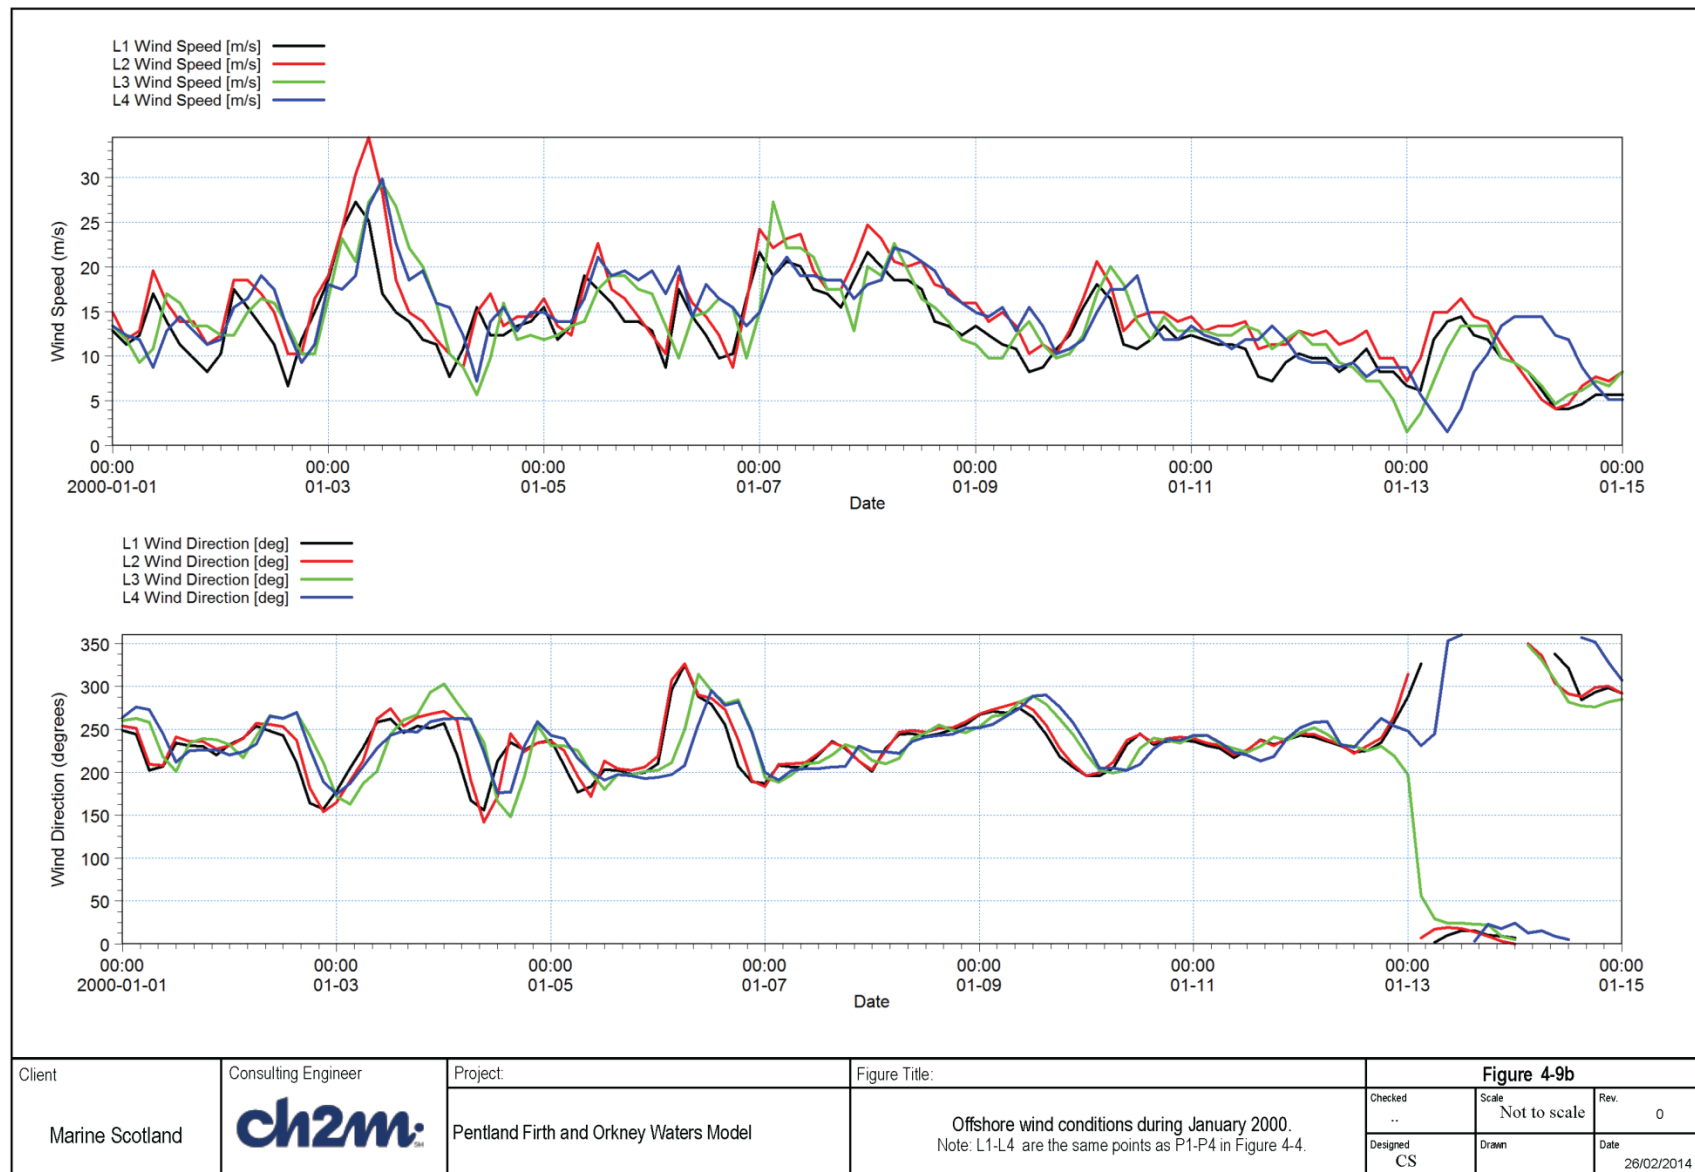 L1 Wind Speed [m/s]
L2 Wind Speed [m/s]
L3 Wind Speed [m/s]
L4 Wind Speed [m/s]
Wind Speed (m/s)
30
25
20
15
10
5
0
00:00 00:00 00:00 00:00 00:00 00:00 00:00 00:00
2000-01-01 01-03 01-05 01-07 01-09 01-11 01-13 01-15
Date
L1 Wind Direction [deg]
L2 Wind Direction [deg]
L3 Wind Direction [deg]
L4 Wind Direction [deg]
Wind Direction (degrees)
350
300
250
200
150
100
50
0
00:00 00:00 00:00 00:00 00:00 00:00 00:00 00:00
2000-01-01 01-03 01-05 01-07 01-09 01-11 01-13 01-15
Date
Client
Marine Scotland
Consulting Engineer
ch2m: SM
Project:
Pentland Firth and Orkney Waters Model
Figure Title:
Offshore wind conditions during January 2000.
Note: L1-L4 are the same points as P1-P4 in Figure 4-4.
Figure 4-9b
Checked
..
Scale
Not to scale
Rev.
0
Designed
CS
Drawn
Date
26/02/2014